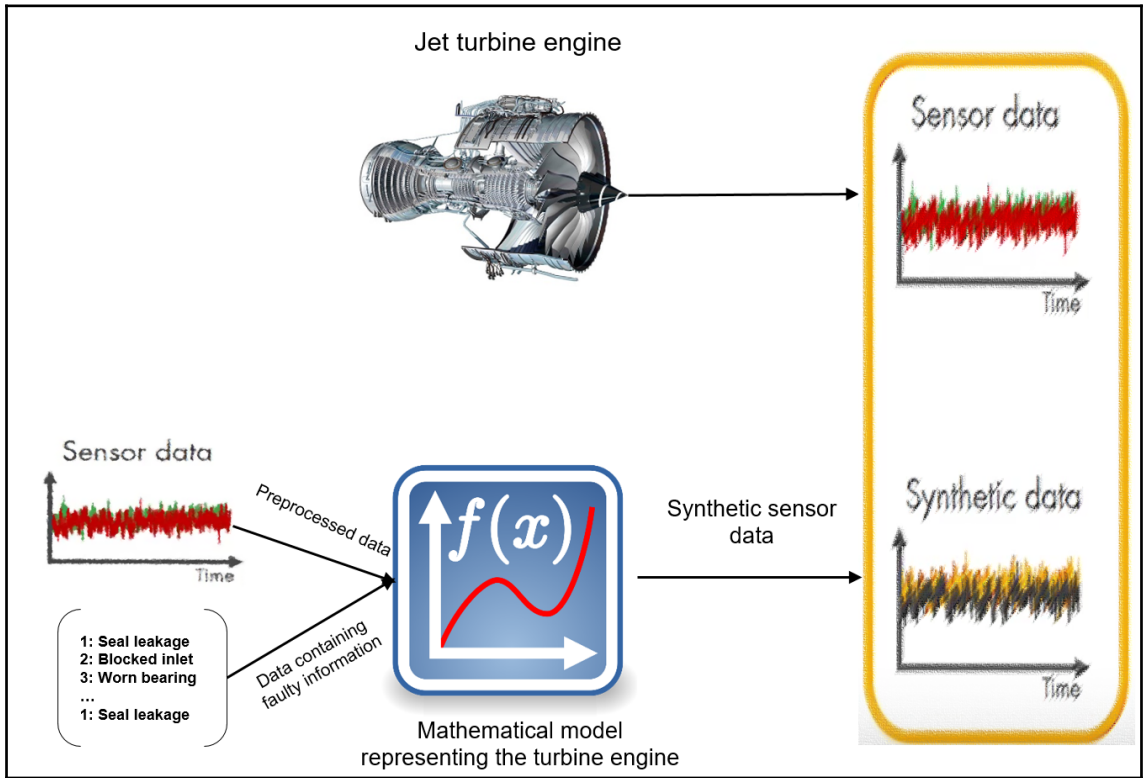 Jet turbine engine
Sensor data
Time
Sensor data
Time
Preprocessed data
1: Seal leakage
2: Blocked inlet
3: Worn bearing
...
1: Seal leakage
Data containing
faulty information
f(x)
Mathematical model
representing the turbine engine
Synthetic sensor
data
Synthetic data
Time